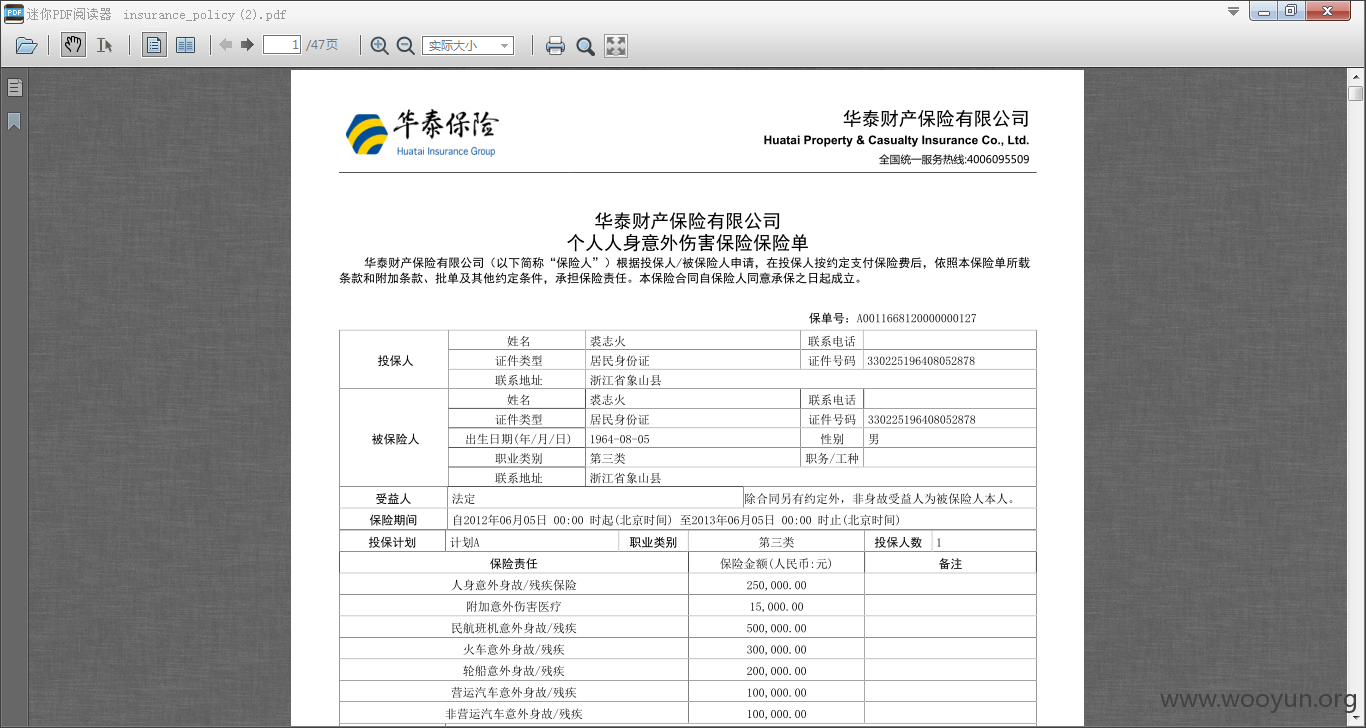 迷你PDF阅读器 insurance_policy(2).pdf
1 /47页 实际大小
华泰保险
Huatai Insurance Group
华泰财产保险有限公司
Huatai Property & Casualty Insurance Co., Ltd.
全国统一服务热线:4006095509
华泰财产保险有限公司
个人人身意外伤害保险保险单
华泰财产保险有限公司（以下简称“保险人”）根据投保人/被保险人申请，在投保人按约定支付保险费后，依照本保险单所载
条款和附加条款、批单及其他约定条件，承担保险责任。本保险合同自保险人同意承保之日起成立。
保单号：A0011668120000000127
投保人
姓名 裘志火 联系电话
证件类型 居民身份证 证件号码 330225196408052878
联系地址 浙江省象山县
被保险人
姓名 裘志火 联系电话
证件类型 居民身份证 证件号码 330225196408052878
出生日期(年/月/日) 1964-08-05 性别 男
职业类别 第三类 职务/工种
联系地址 浙江省象山县
受益人 法定 除合同另有约定外，非身故受益人为被保险人本人。
保险期间 自2012年06月05日 00:00 时起(北京时间) 至2013年06月05日 00:00 时止(北京时间)
投保计划 计划A 职业类别 第三类 投保人数 1
保险责任 保险金额(人民币:元) 备注
人身意外身故/残疾保险 250,000.00
附加意外伤害医疗 15,000.00
民航班机意外身故/残疾 500,000.00
火车意外身故/残疾 300,000.00
轮船意外身故/残疾 200,000.00
营运汽车意外身故/残疾 100,000.00
非营运汽车意外身故/残疾 100,000.00
www.wooyun.org